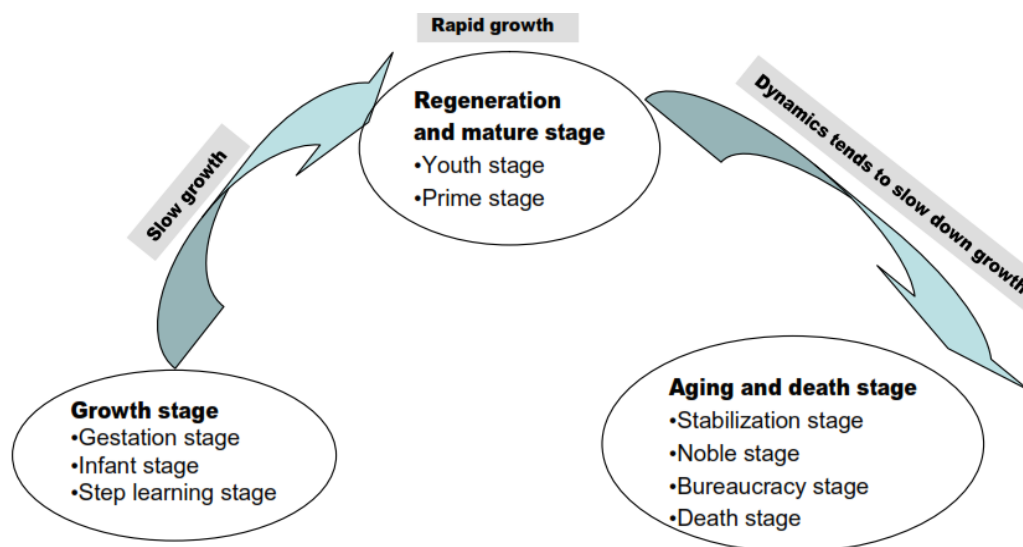 Rapid growth
Regeneration
and mature stage
•Youth stage
•Prime stage
Slow growth
Dynamics tends to slow down growth
Growth stage
•Gestation stage
•Infant stage
•Step learning stage
Aging and death stage
•Stabilization stage
•Noble stage
•Bureaucracy stage
•Death stage